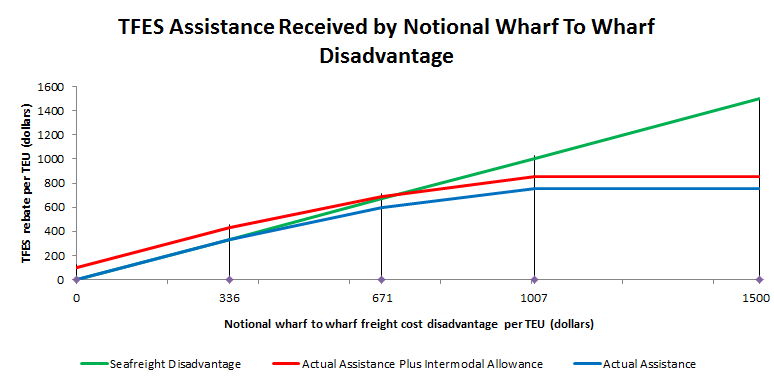 TFES Assistance Received by Notional Wharf To Wharf
Disadvantage
TFES rebate per TEU (dollars)
1600
1400
1200
1000
800
600
400
200
0
0 336 671 1007 1500
Notional wharf to wharf freight cost disadvantage per TEU (dollars)
Seafreight Disadvantage Actual Assistance Plus Intermodal Allowance Actual Assistance